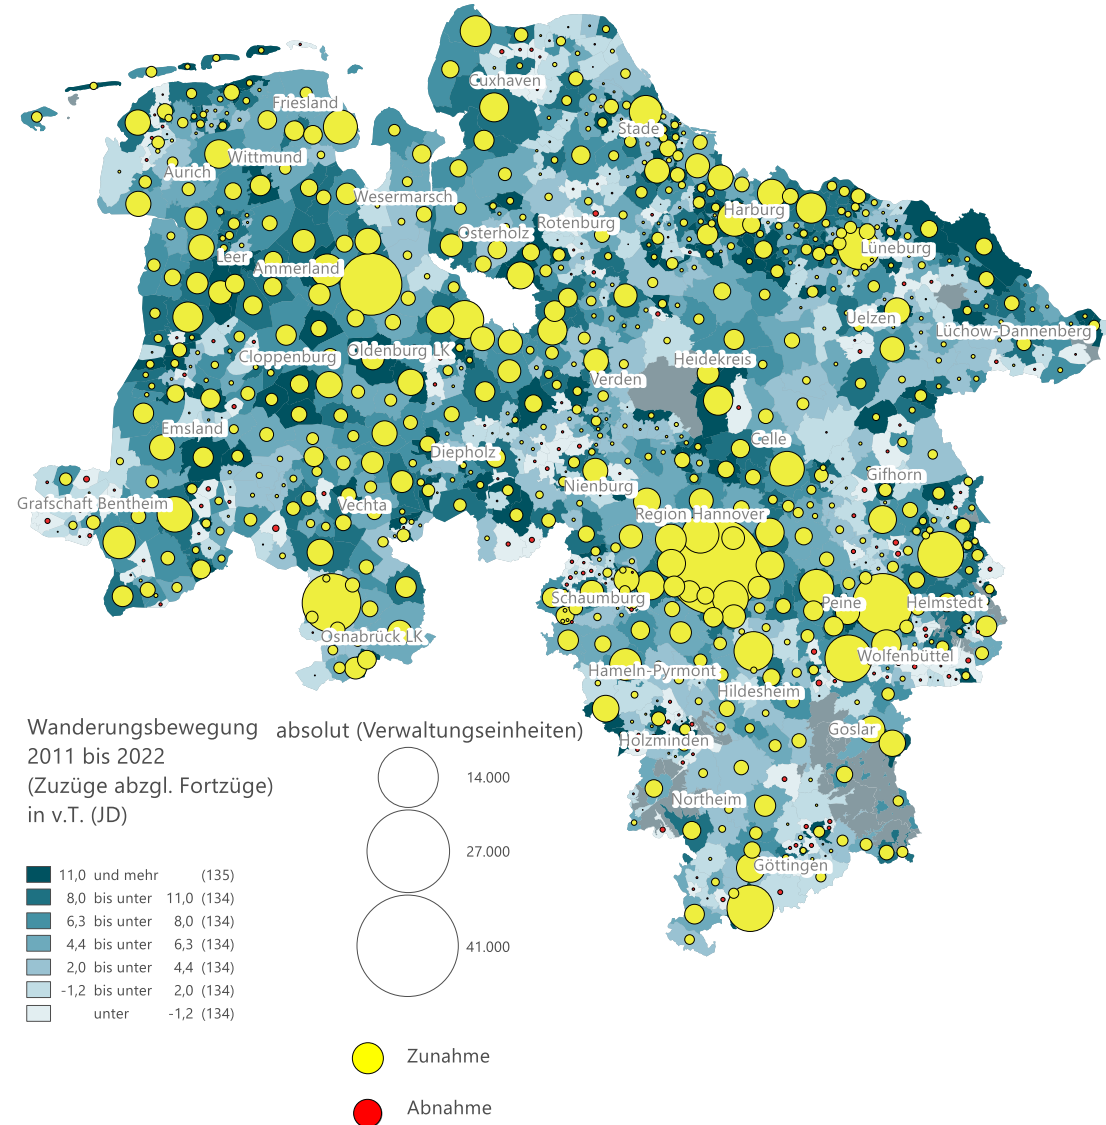 Cuxhaven
Friesland
Stade
Wittmund
Aurich
Wesermarsch
Harburg
Rotenburg
Osterholz
Lüneburg
Leer
Ammerland
Uelzen
Lüchow-Dannenberg
Cloppenburg
Oldenburg LK
Heidekreis
Verden
Emsland
Celle
Diepholz
Gifhorn
Nienburg
Grafschaft Bentheim
Vechta
Region Hannover
Schaumburg
Peine
Helmstedt
Osnabrück LK
Wolfenbüttel
Hameln-Pyrmont
Hildesheim
Goslar
Holzminden
Northeim
Göttingen
Wanderungsbewegung
2011 bis 2022
(Zuzüge abzgl. Fortzüge)
in v.T. (JD)
11,0 und mehr (135)
8,0 bis unter 11,0 (134)
6,3 bis unter 8,0 (134)
4,4 bis unter 6,3 (134)
2,0 bis unter 4,4 (134)
-1,2 bis unter 2,0 (134)
unter -1,2 (134)
absolut (Verwaltungseinheiten)
14.000
27.000
41.000
Zunahme
Abnahme